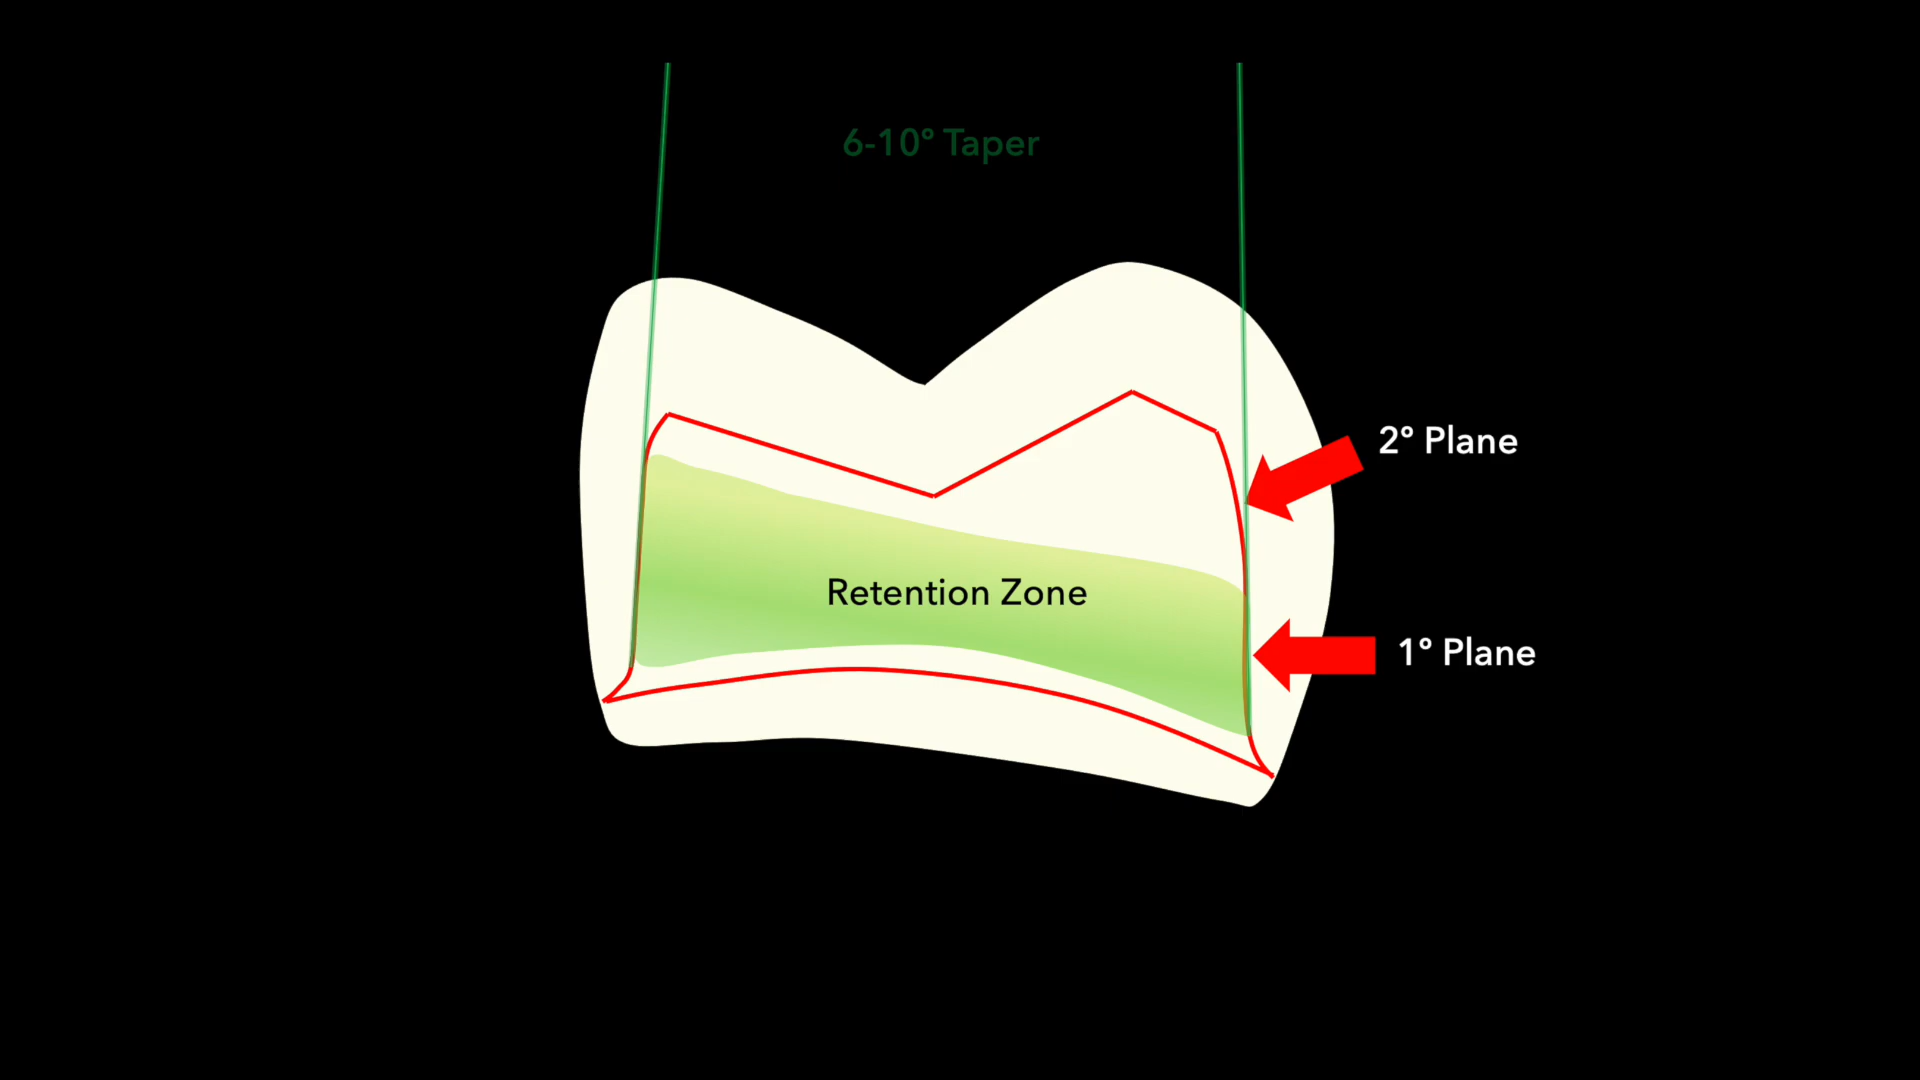 6-10° Taper
2° Plane
Retention Zone
1° Plane